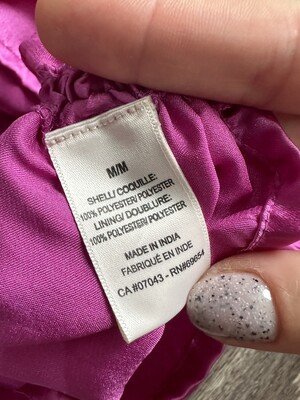 M/M
SHELL/ COQUILLE:
100% POLYESTER/ POLYESTER
LINING/ DOUBLURE:
100% POLYESTER/ POLYESTER
MADE IN INDIA
FABRIQUÉ EN INDE
CA #07043 - RN#69654